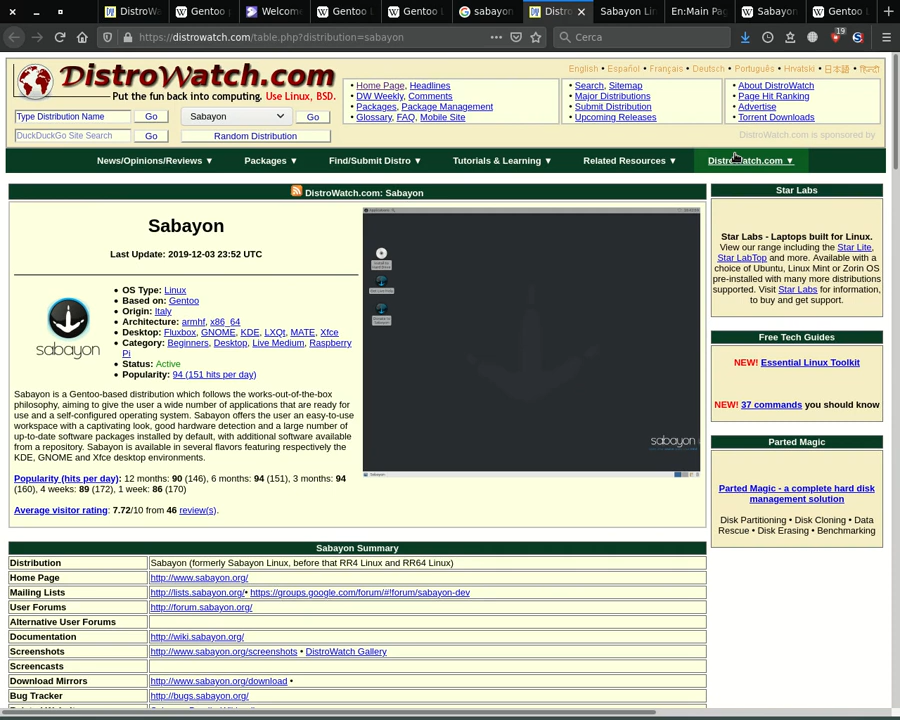 DistroWa
Gentoo
Welcome
Gentoo L
Gentoo L
sabayon
Distro
Sabayon Lin
En:Main Pag
Sabayon
Gentoo L
https://distrowatch.com/table.php?distribution=sabayon
Cerca
19
DistroWatch.com
Put the fun back into computing. Use Linux, BSD.
English • Español • Français • Deutsch • Português • Hrvatski • 日本語 • हिन्दी
• Home Page, Headlines
• DW Weekly, Comments
• Packages, Package Management
• Glossary, FAQ, Mobile Site
• Search, Sitemap
• Major Distributions
• Submit Distribution
• Upcoming Releases
• About DistroWatch
• Page Hit Ranking
• Advertise
• Torrent Downloads
Type Distribution Name Go Sabayon Go
DuckDuckGo Site Search Go Random Distribution
DistroWatch.com is sponsored by
News/Opinions/Reviews ▼ Packages ▼ Find/Submit Distro ▼ Tutorials & Learning ▼ Related Resources ▼ DistroWatch.com ▼
DistroWatch.com: Sabayon
Sabayon
Last Update: 2019-12-03 23:52 UTC
sabayon
• OS Type: Linux
• Based on: Gentoo
• Origin: Italy
• Architecture: armhf, x86_64
• Desktop: Fluxbox, GNOME, KDE, LXQt, MATE, Xfce
• Category: Beginners, Desktop, Live Medium, Raspberry
Pi
• Status: Active
• Popularity: 94 (151 hits per day)
Sabayon is a Gentoo-based distribution which follows the works-out-of-the-box
philosophy, aiming to give the user a wide number of applications that are ready for
use and a self-configured operating system. Sabayon offers the user an easy-to-use
workspace with a captivating look, good hardware detection and a large number of
up-to-date software packages installed by default, with additional software available
from a repository. Sabayon is available in several flavors featuring respectively the
KDE, GNOME and Xfce desktop environments.
Popularity (hits per day): 12 months: 90 (146), 6 months: 94 (151), 3 months: 94
(160), 4 weeks: 89 (172), 1 week: 86 (170)
Average visitor rating: 7.72/10 from 46 review(s).
sabayon
Sabayon Summary
Distribution Sabayon (formerly Sabayon Linux, before that RR4 Linux and RR64 Linux)
Home Page http://www.sabayon.org/
Mailing Lists http://lists.sabayon.org/• https://groups.google.com/forum/#!forum/sabayon-dev
User Forums http://forum.sabayon.org/
Alternative User Forums
Documentation http://wiki.sabayon.org/
Screenshots http://www.sabayon.org/screenshots • DistroWatch Gallery
Screencasts
Download Mirrors http://www.sabayon.org/download •
Bug Tracker http://bugs.sabayon.org/
Star Labs
Star Labs - Laptops built for Linux.
View our range including the Star Lite,
Star LabTop and more. Available with a
choice of Ubuntu, Linux Mint or Zorin OS
pre-installed with many more distributions
supported. Visit Star Labs for information,
to buy and get support.
Free Tech Guides
NEW! Essential Linux Toolkit
NEW! 37 commands you should know
Parted Magic
Parted Magic - a complete hard disk
management solution
Disk Partitioning • Disk Cloning • Data
Rescue • Disk Erasing • Benchmarking